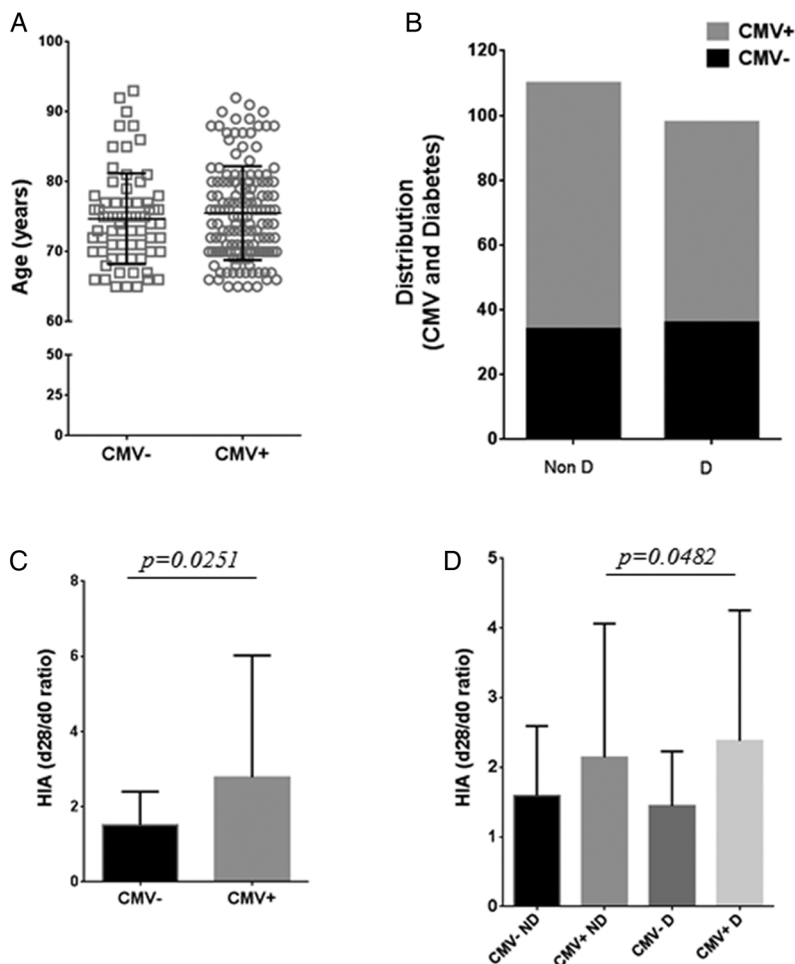 A
100
90
80
70
60
50
25
0
Age (years)
CMV-
CMV+
B
CMV+
CMV-
120
100
80
60
40
20
0
Distribution
(CMV and Diabetes)
Non D
D
C
p=0.0251
8
6
4
2
0
HIA (d28/d0 ratio)
CMV-
CMV+
D
p=0.0482
5
4
3
2
1
0
HIA (d28/d0 ratio)
CMV- ND
CMV+ ND
CMV- D
CMV+ D